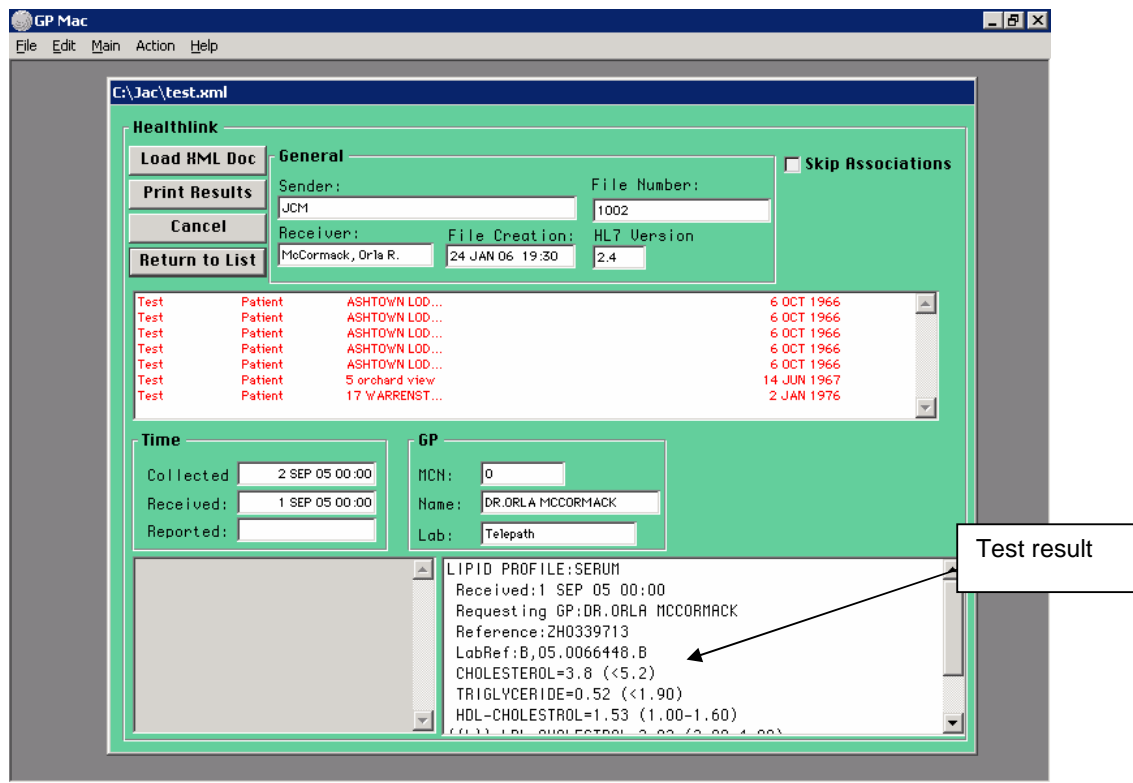 GP Mac
File Edit Main Action Help
C:\Jac\test.xml
Healthlink
Load XML Doc
Print Results
Cancel
Return to List
General
Sender:
JCM
File Number:
1002
Receiver:
McCormack, Orla R.
File Creation:
24 JAN 06 19:30
HL7 Version
2.4
Skip Associations
Test Patient ASHTOWN LOD... 6 OCT 1966
Test Patient ASHTOWN LOD... 6 OCT 1966
Test Patient ASHTOWN LOD... 6 OCT 1966
Test Patient ASHTOWN LOD... 6 OCT 1966
Test Patient ASHTOWN LOD... 6 OCT 1966
Test Patient 5 orchard view 14 JUN 1967
Test Patient 17 WARRENST... 2 JAN 1976
Time
Collected 2 SEP 05 00:00
Received: 1 SEP 05 00:00
Reported:
GP
MCN: 0
Name: DR.ORLA MCCORMACK
Lab: Telepath
Test result
LIPID PROFILE:SERUM
Received:1 SEP 05 00:00
Requesting GP:DR.ORLA MCCORMACK
Reference:ZH0339713
LabRef:B,05.0066448.B
CHOLESTEROL=3.8 (<5.2)
TRIGLYCERIDE=0.52 (<1.90)
HDL-CHOLESTROL=1.53 (1.00-1.60)